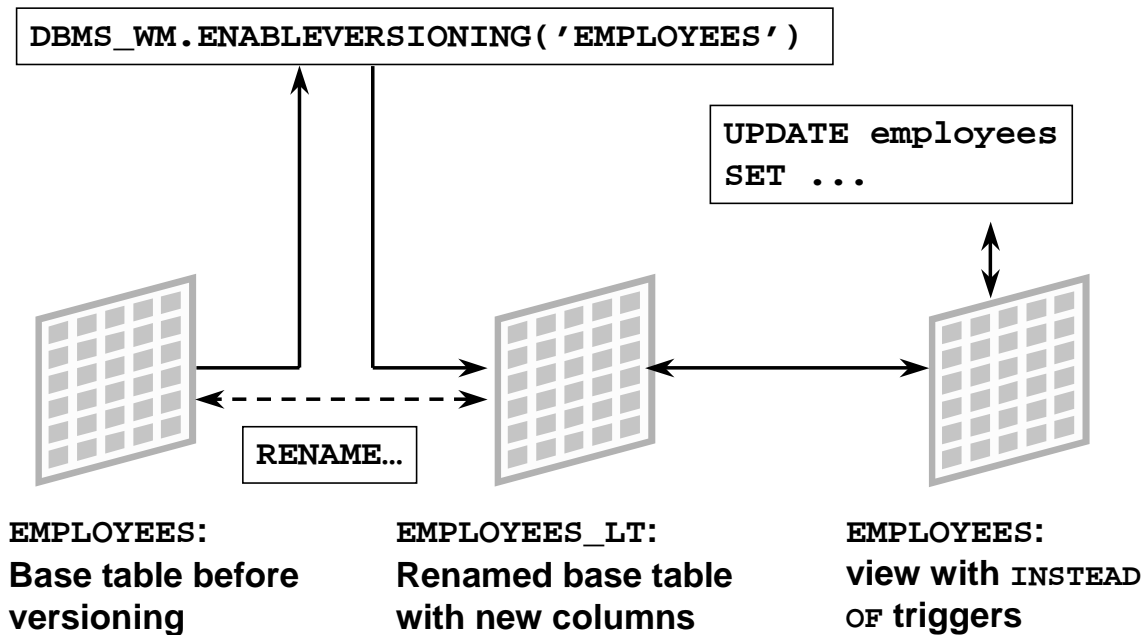 DBMS_WM.ENABLEVERSIONING('EMPLOYEES')
UPDATE employees
SET ...
RENAME…
EMPLOYEES:
Base table before
versioning
EMPLOYEES_LT:
Renamed base table
with new columns
EMPLOYEES:
view with INSTEAD
OF triggers